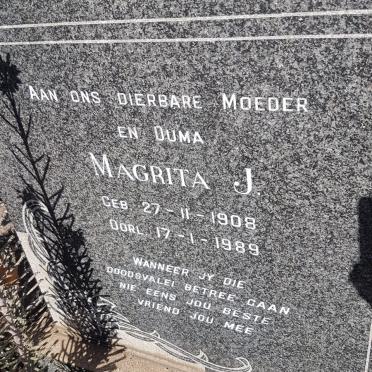 AAN ONS DIERBARE MOEDER
EN OUMA
MAGRITA J.
GEB. 27-11-1908
OORL. 17-1-1989
WANNEER JY DIE
DOODSVALEI BETREE GAAN
NIE EENS JOU BESTE
VRIEND JOU MEE